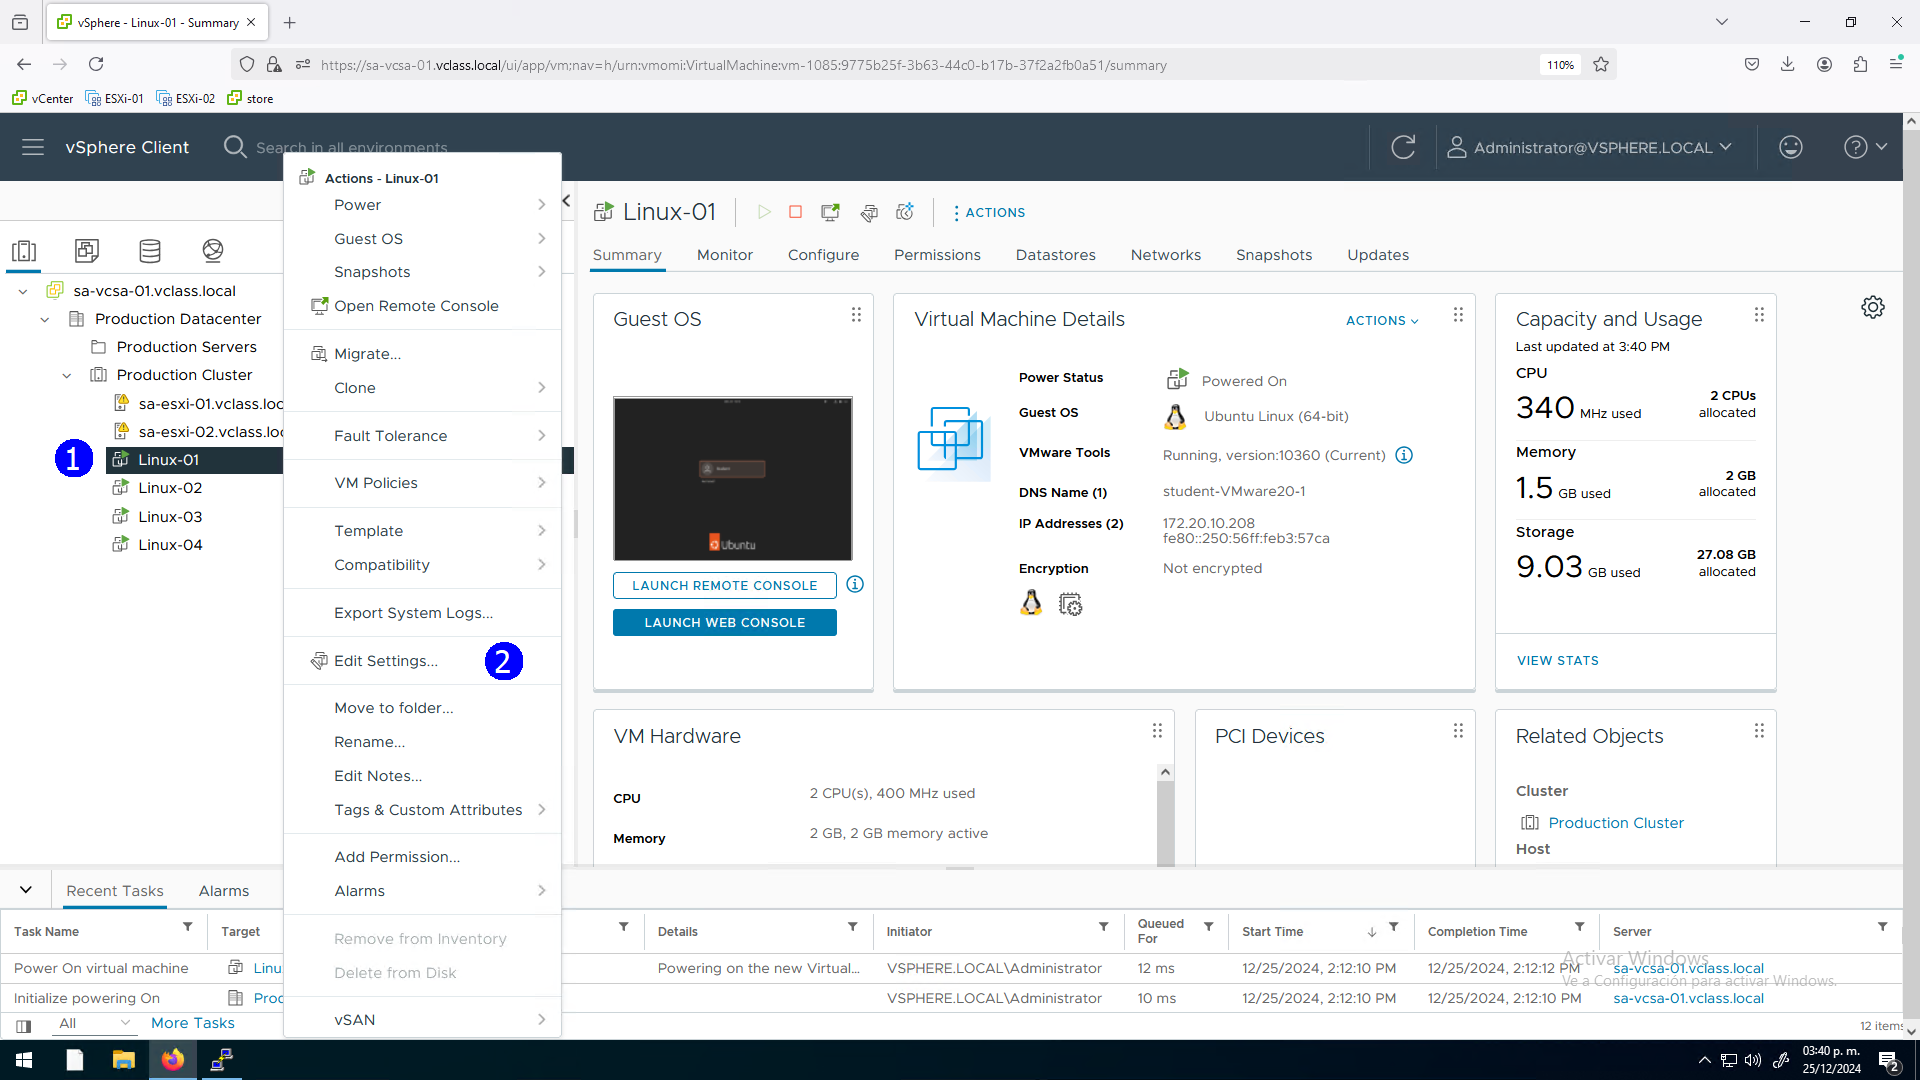 vSphere - Linux-01 - Summary
https://sa-vcsa-01.vclass.local/ui/app/vm;nav=h/urn:vmomi:VirtualMachine:vm-1085:9775b25f-3b63-44c0-b17b-37f2a2fb0a51/summary
110%
vCenter
ESXi-01
ESXi-02
store
vSphere Client
Search in all environments
Administrator@VSPHERE.LOCAL
Actions - Linux-01
Power
Guest OS
Snapshots
Open Remote Console
Migrate...
Clone
Fault Tolerance
VM Policies
Template
Compatibility
Export System Logs...
Edit Settings...
2
Move to folder...
Rename...
Edit Notes...
Tags & Custom Attributes
Add Permission...
Alarms
Remove from Inventory
Delete from Disk
vSAN
sa-vcsa-01.vclass.local
Production Datacenter
Production Servers
Production Cluster
sa-esxi-01.vclass.loc
sa-esxi-02.vclass.loc
1
Linux-01
Linux-02
Linux-03
Linux-04
Linux-01
ACTIONS
Summary
Monitor
Configure
Permissions
Datastores
Networks
Snapshots
Updates
Guest OS
Ubuntu
LAUNCH REMOTE CONSOLE
LAUNCH WEB CONSOLE
Virtual Machine Details
ACTIONS
Power Status
Powered On
Guest OS
Ubuntu Linux (64-bit)
VMware Tools
Running, version:10360 (Current)
DNS Name (1)
student-VMware20-1
IP Addresses (2)
172.20.10.208
fe80::250:56ff:feb3:57ca
Encryption
Not encrypted
Capacity and Usage
Last updated at 3:40 PM
CPU
340 MHz used
2 CPUs
allocated
Memory
1.5 GB used
2 GB
allocated
Storage
9.03 GB used
27.08 GB
allocated
VIEW STATS
VM Hardware
CPU
2 CPU(s), 400 MHz used
Memory
2 GB, 2 GB memory active
PCI Devices
Related Objects
Cluster
Production Cluster
Host
Recent Tasks
Alarms
Task Name
Target
Details
Initiator
Queued For
Start Time
Completion Time
Server
Power On virtual machine
Linu
Powering on the new Virtual...
VSPHERE.LOCAL\Administrator
12 ms
12/25/2024, 2:12:10 PM
12/25/2024, 2:12:12 PM
sa-vcsa-01.vclass.local
Initialize powering On
Proc
VSPHERE.LOCAL\Administrator
10 ms
12/25/2024, 2:12:10 PM
12/25/2024, 2:12:10 PM
sa-vcsa-01.vclass.local
Activar Windows
Ve a Configuración para activar Windows.
All
More Tasks
12 items
03:40 p. m.
25/12/2024
2